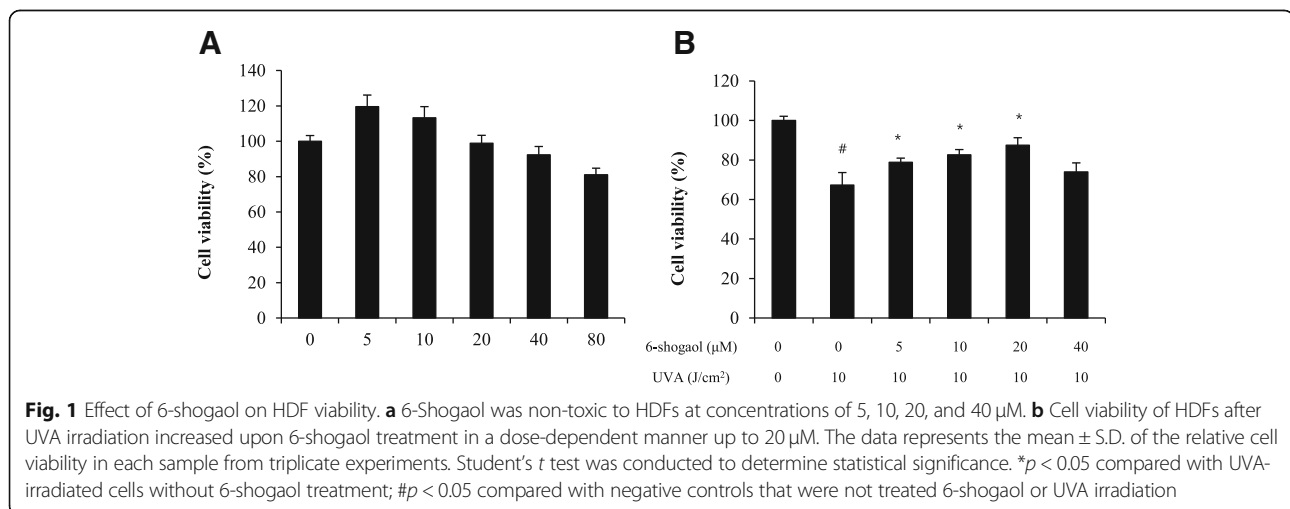 A
B
140
120
100
80
60
40
20
0
Cell viability (%)
0 5 10 20 40 80
120
100
80
60
40
20
0
Cell viability (%)
# * * *
6-shogaol (µM) 0 0 5 10 20 40
UVA (J/cm²) 0 10 10 10 10 10
Fig. 1 Effect of 6-shogaol on HDF viability. a 6-Shogaol was non-toxic to HDFs at concentrations of 5, 10, 20, and 40 µM. b Cell viability of HDFs after
UVA irradiation increased upon 6-shogaol treatment in a dose-dependent manner up to 20 µM. The data represents the mean ± S.D. of the relative cell
viability in each sample from triplicate experiments. Student's t test was conducted to determine statistical significance. *p < 0.05 compared with UVA-
irradiated cells without 6-shogaol treatment; #p < 0.05 compared with negative controls that were not treated 6-shogaol or UVA irradiation